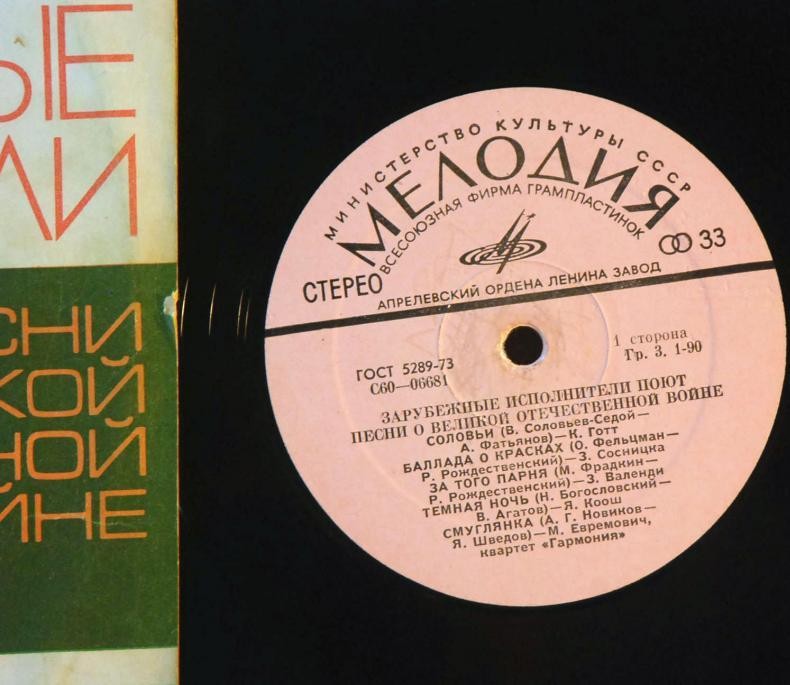 ЫЕ
ЛИ
СНИ
КОЙ
НОЙ
ЙНЕ
МИНИСТЕРСТВО КУЛЬТУРЫ СССР
МЕЛОДИЯ
ВСЕСОЮЗНАЯ ФИРМА ГРАМПЛАСТИНОК
СТЕРЕО
33
АПРЕЛЕВСКИЙ ОРДЕНА ЛЕНИНА ЗАВОД
ГОСТ 5289-73
С60—06681
1 сторона
Гр. 3. 1-90
ЗАРУБЕЖНЫЕ ИСПОЛНИТЕЛИ ПОЮТ
ПЕСНИ О ВЕЛИКОЙ ОТЕЧЕСТВЕННОЙ ВОЙНЕ
СОЛОВЬИ (В. Соловьев-Седой—
А. Фатьянов)—К. Готт
БАЛЛАДА О КРАСКАХ (О. Фельцман—
Р. Рождественский)—З. Сосницка
ЗА ТОГО ПАРНЯ (М. Фрадкин—
Р. Рождественский)—З. Валенди
ТЕМНАЯ НОЧЬ (Н. Богословский—
В. Агатов)—Я. Коош
СМУГЛЯНКА (А. Г. Новиков—
Я. Шведов)—М. Евремович,
квартет «Гармония»